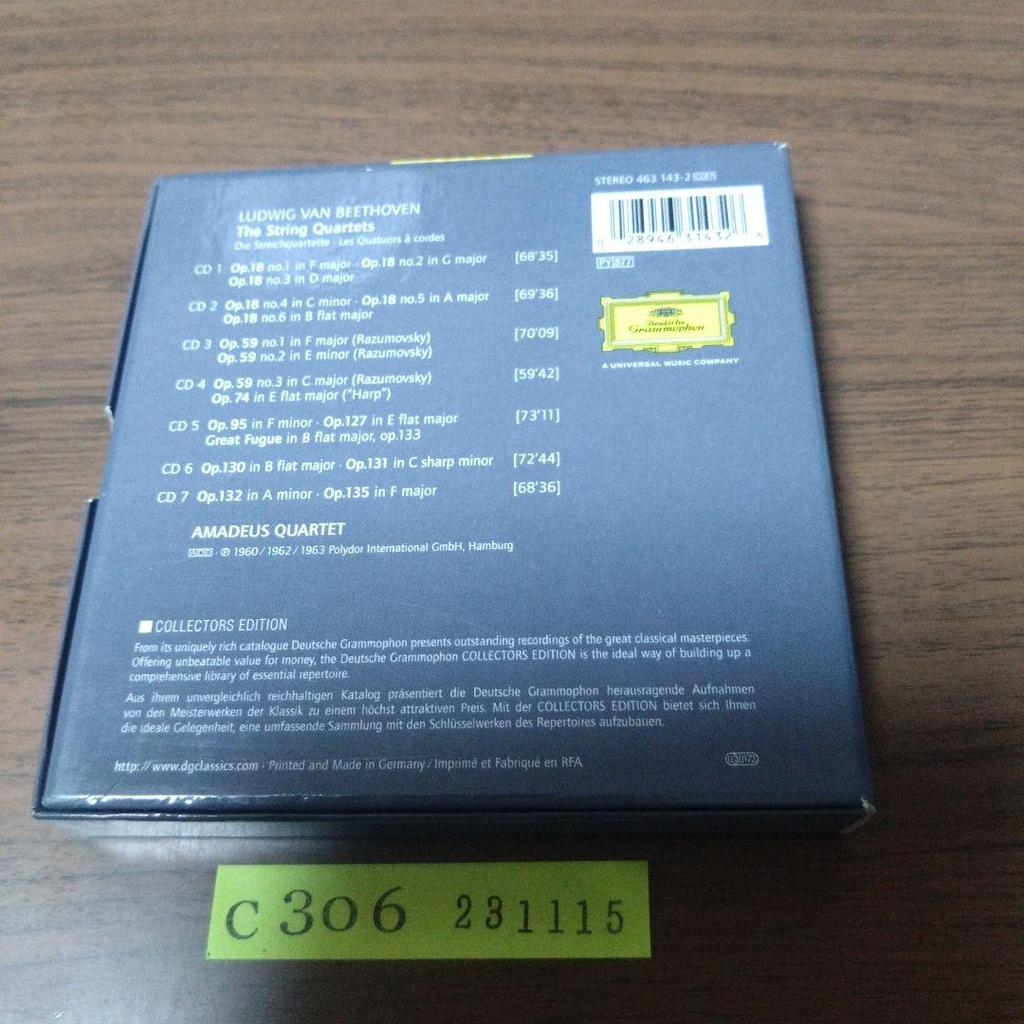 STEREO 463 143-2
0 28946 31432 6
PY 877
Deutsche
Grammophon
A UNIVERSAL MUSIC COMPANY
LUDWIG VAN BEETHOVEN
The String Quartets
Die Streichquartette · Les Quatuors à cordes
CD 1 Op.18 no.1 in F major · Op.18 no.2 in G major [68'35]
Op.18 no.3 in D major
CD 2 Op.18 no.4 in C minor · Op.18 no.5 in A major [69'36]
Op.18 no.6 in B flat major
CD 3 Op.59 no.1 in F major (Razumovsky) [70'09]
Op.59 no.2 in E minor (Razumovsky)
CD 4 Op.59 no.3 in C major (Razumovsky) [59'42]
Op.74 in E flat major ("Harp")
CD 5 Op.95 in F minor · Op.127 in E flat major [73'11]
Great Fugue in B flat major, op.133
CD 6 Op.130 in B flat major · Op.131 in C sharp minor [72'44]
CD 7 Op.132 in A minor · Op.135 in F major [68'36]
AMADEUS QUARTET
ADD · ℗ 1960/1962/1963 Polydor International GmbH, Hamburg
COLLECTORS EDITION
From its uniquely rich catalogue Deutsche Grammophon presents outstanding recordings of the great classical masterpieces.
Offering unbeatable value for money, the Deutsche Grammophon COLLECTORS EDITION is the ideal way of building up a
comprehensive library of essential repertoire.
Aus ihrem unvergleichlich reichhaltigen Katalog präsentiert die Deutsche Grammophon herausragende Aufnahmen
von den Meisterwerken der Klassik zu einem höchst attraktiven Preis. Mit der COLLECTORS EDITION bietet sich Ihnen
die ideale Gelegenheit, eine umfassende Sammlung mit den Schlüsselwerken des Repertoires aufzubauen.
http://www.dgclassics.com · Printed and Made in Germany / Imprimé et Fabriqué en RFA
LC 0173
C 306 231115